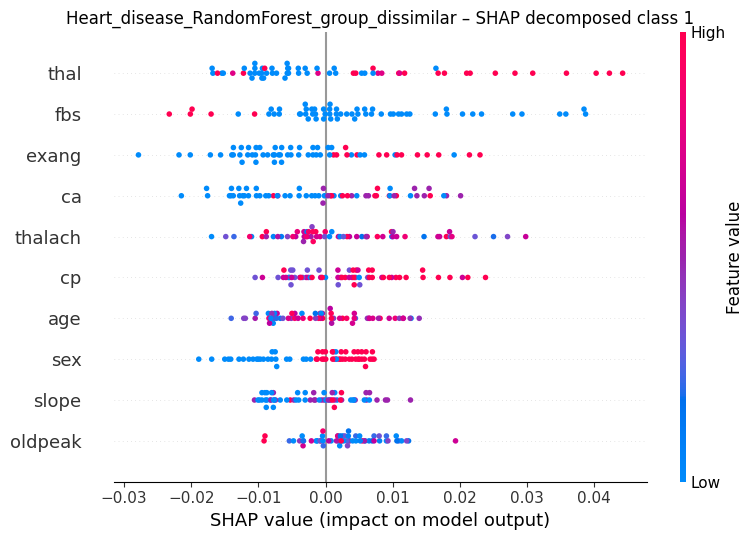 Heart_disease_RandomForest_group_dissimilar – SHAP decomposed class 1
High
thal
fbs
exang
ca
thalach
cp
age
sex
slope
oldpeak
Feature value
Low
−0.03 −0.02 −0.01 0.00 0.01 0.02 0.03 0.04
SHAP value (impact on model output)